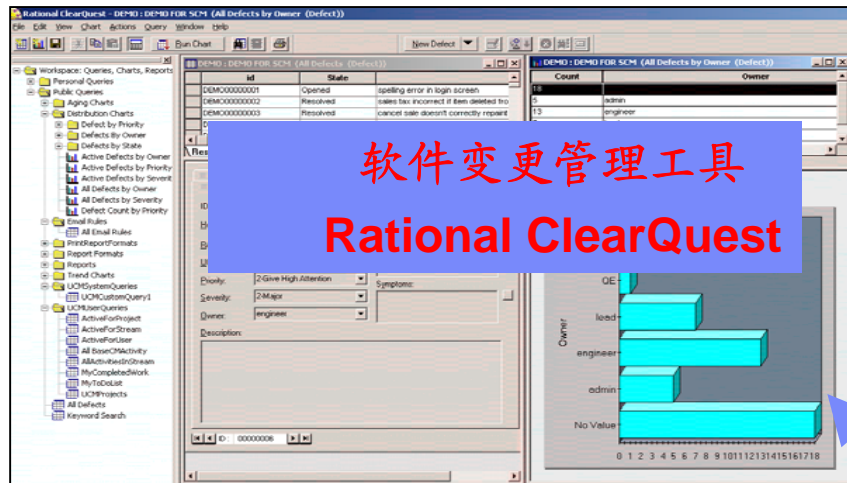 Rational ClearQuest - DEMO : DEMO FOR SCM (All Defects by Owner (Defect))
File Edit View Chart Actions Query Window Help
Run Chart
New Defect
Workspace: Queries, Charts, Reports
Personal Queries
Public Queries
Aging Charts
Distribution Charts
Defect by Priority
Defects By Owner
Defects by State
Active Defects by Owner
Active Defects by Priority
Active Defects by Severit
All Defects by Owner
All Defects by Severity
Defect Count by Priority
Email Rules
All Email Rules
PrintReportFormats
Report Formats
Reports
Trend Charts
UCMSystemQueries
UCMCustomQuery1
UCMUserQueries
ActiveForProject
ActiveForStream
ActiveForUser
All BaseCMActivity
AllActivitiesInStream
MyCompletedWork
MyToDoList
UCMProjects
All Defects
Keyword Search
DEMO : DEMO FOR SCM (All Defects (Defect))
id State
DEMO00000001 Opened spelling error in login screen
DEMO00000002 Resolved sales tax incorrect if item deleted fro
DEMO00000003 Resolved cancel sale doesn't correctly repaint
DEMO : DEMO FOR SCM (All Defects by Owner (Defect))
Count Owner
18
5 admin
13 engineer
软件变更管理工具
Rational ClearQuest
Priority: 2-Give High Attention
Symptoms:
Severity: 2-Major
Owner: engineer
Description:
ID : 00000006
Owner
QE
lead
engineer
admin
No Value
0 1 2 3 4 5 6 7 8 9 10 11 12 13 14 15 16 17 18